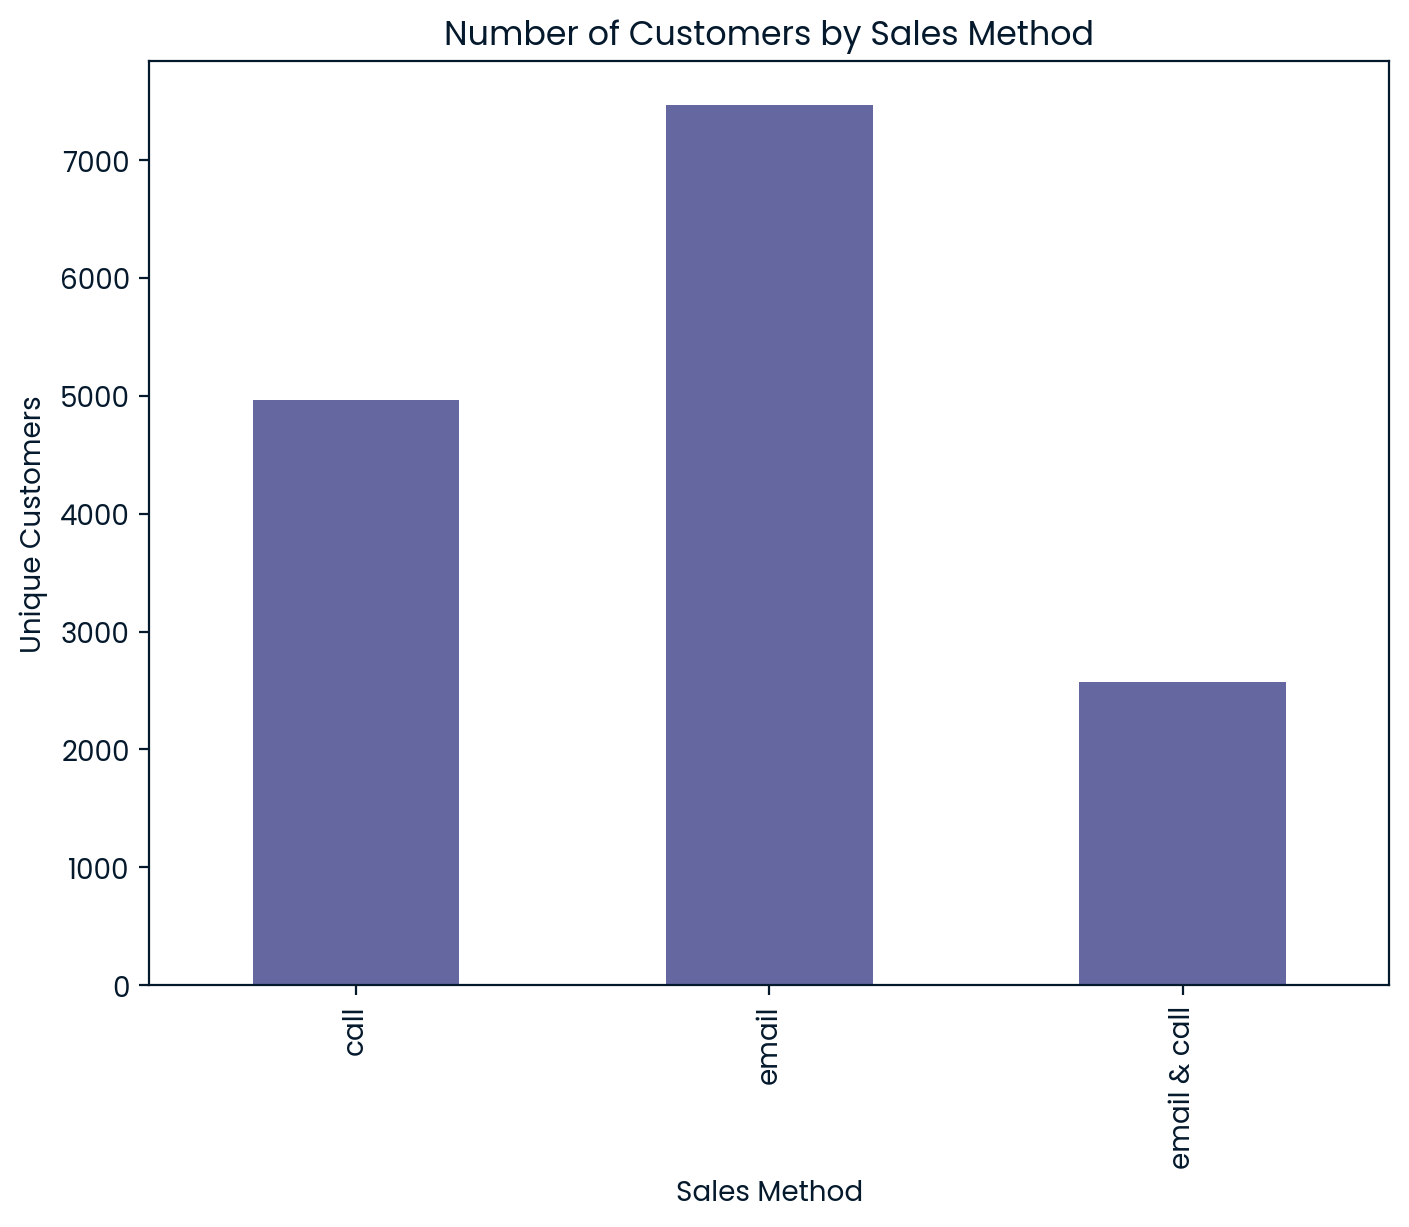 Number of Customers by Sales Method
Unique Customers
7000
6000
5000
4000
3000
2000
1000
0
call
email
email & call
Sales Method